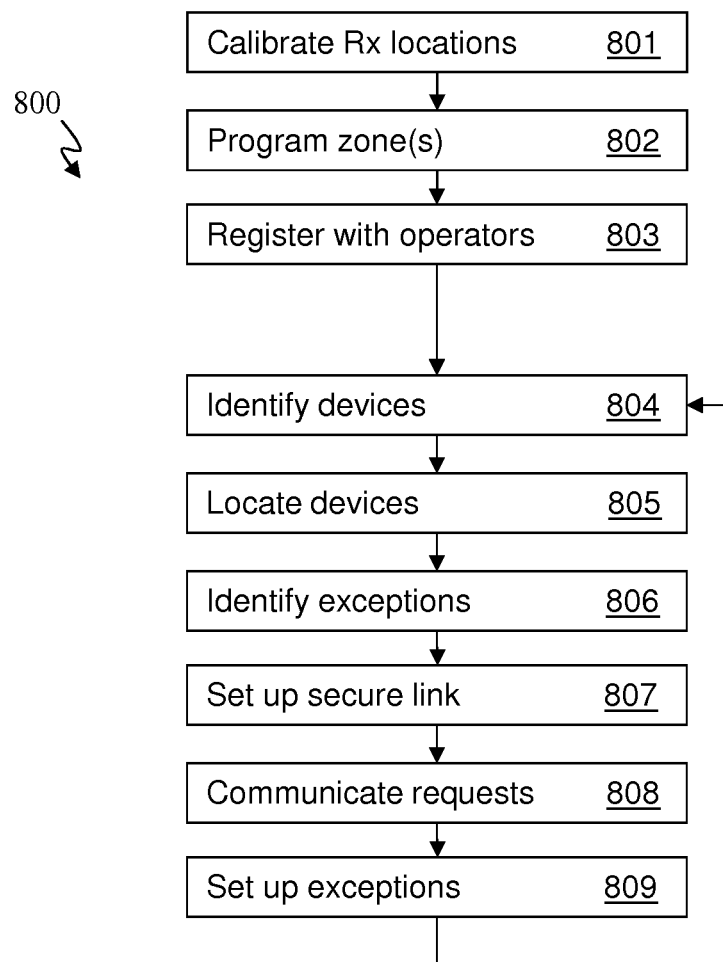 Calibrate Rx locations 801
800
Program zone(s) 802
Register with operators 803
Identify devices 804
Locate devices 805
Identify exceptions 806
Set up secure link 807
Communicate requests 808
Set up exceptions 809